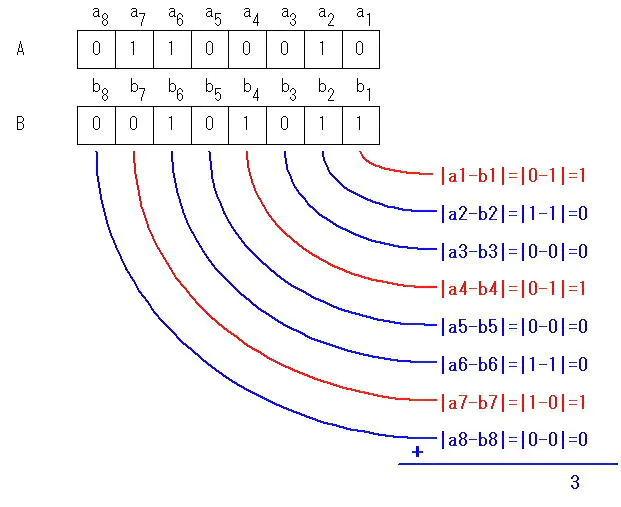 a₈ a₇ a₆ a₅ a₄ a₃ a₂ a₁
A 0 1 1 0 0 0 1 0
b₈ b₇ b₆ b₅ b₄ b₃ b₂ b₁
B 0 0 1 0 1 0 1 1
|a1-b1|=|0-1|=1
|a2-b2|=|1-1|=0
|a3-b3|=|0-0|=0
|a4-b4|=|0-1|=1
|a5-b5|=|0-0|=0
|a6-b6|=|1-1|=0
|a7-b7|=|1-0|=1
|a8-b8|=|0-0|=0
+
3